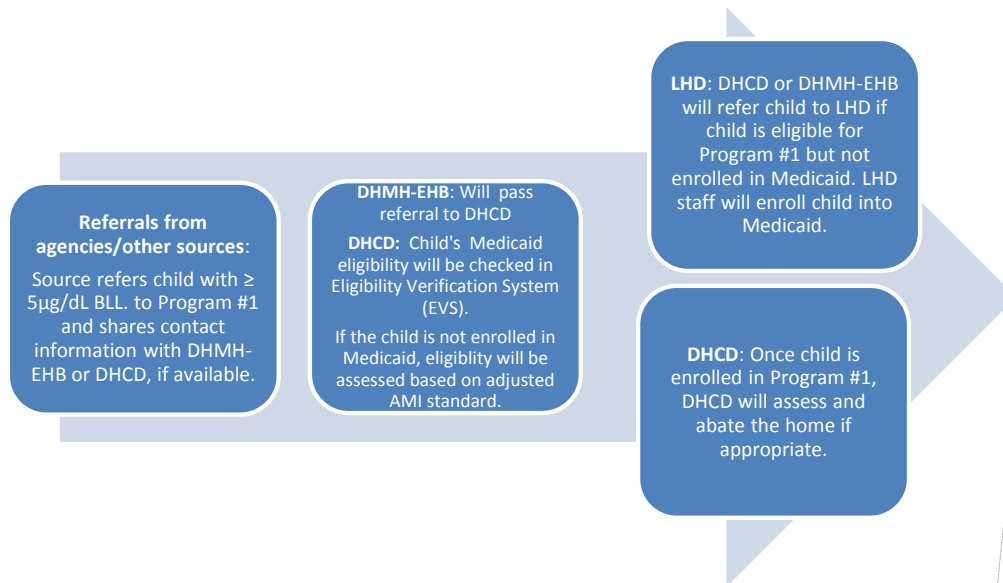 Referrals from
agencies/other sources:
Source refers child with ≥
5µg/dL BLL. to Program #1
and shares contact
information with DHMH-
EHB or DHCD, if available.
DHMH-EHB: Will pass
referral to DHCD
DHCD: Child's Medicaid
eligibility will be checked in
Eligibility Verification System
(EVS).
If the child is not enrolled in
Medicaid, eligiblity will be
assessed based on adjusted
AMI standard.
LHD: DHCD or DHMH-EHB
will refer child to LHD if
child is eligible for
Program #1 but not
enrolled in Medicaid. LHD
staff will enroll child into
Medicaid.
DHCD: Once child is
enrolled in Program #1,
DHCD will assess and
abate the home if
appropriate.